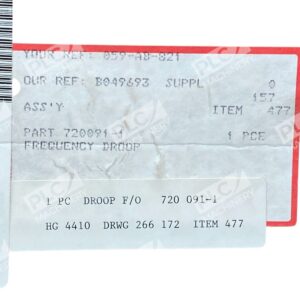 YOUR REF: 059-AB-821
OUR REF: B049693 SUPPL 0
157
ASS'Y ITEM 477
PART 720091-1 1 PCE
FREQUENCY DROOP
1 PC DROOP F/O 720 091-1
HG 4410 DRWG 266 172 ITEM 477